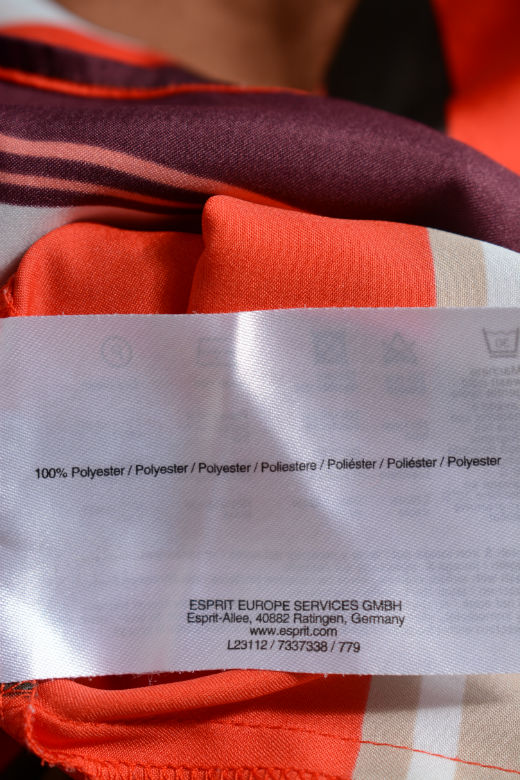 100% Polyester / Polyester / Polyester / Poliestere / Poliéster / Poliéster / Polyester
ESPRIT EUROPE SERVICES GMBH
Esprit-Allee, 40882 Ratingen, Germany
www.esprit.com
L23112 / 7337338 / 779